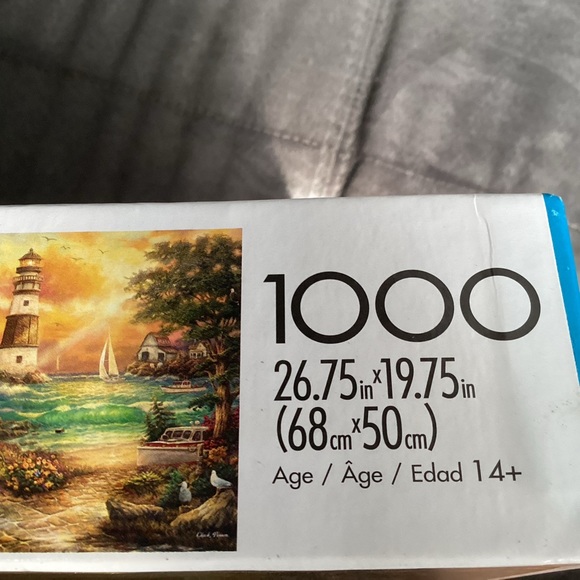 1000
26.75in x 19.75in
(68cm x 50cm)
Age / Âge / Edad 14+